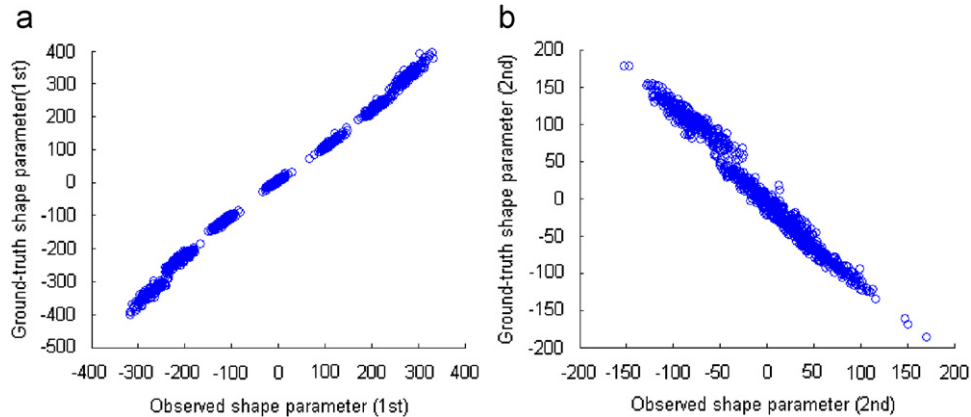 a
Ground-truth shape parameter(1st)
400
300
200
100
0
-100
-200
-300
-400
-500
-400 -300 -200 -100 0 100 200 300 400
Observed shape parameter (1st)
b
Ground-truth shape parameter (2nd)
200
150
100
50
0
-50
-100
-150
-200
-200 -150 -100 -50 0 50 100 150 200
Observed shape parameter (2nd)